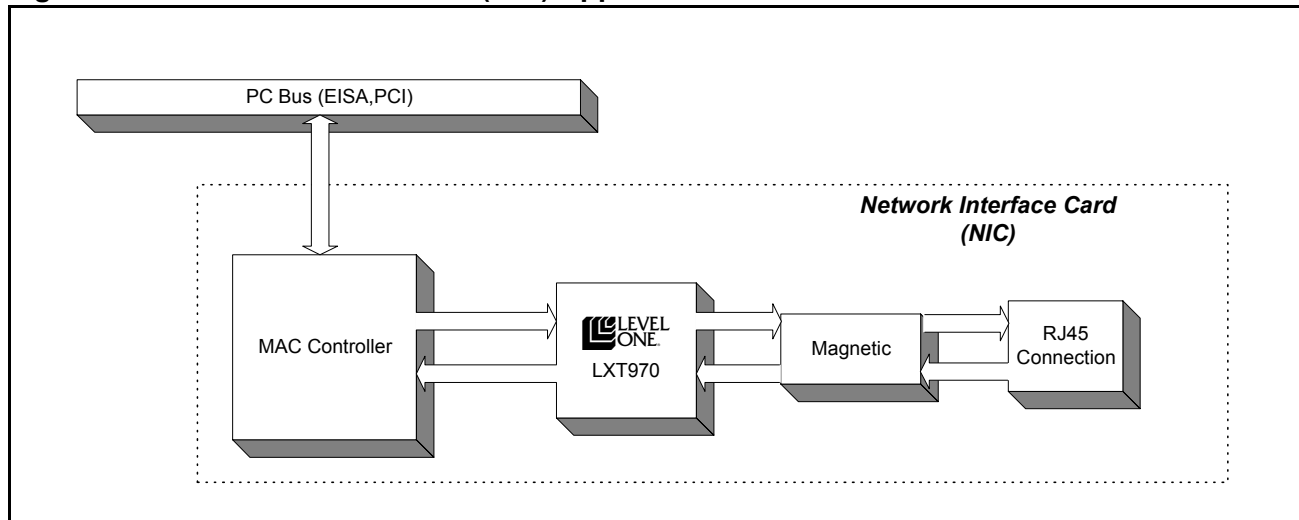 PC Bus (EISA,PCI)
Network Interface Card
(NIC)
MAC Controller
LEVEL
ONE®
LXT970
Magnetic
RJ45
Connection